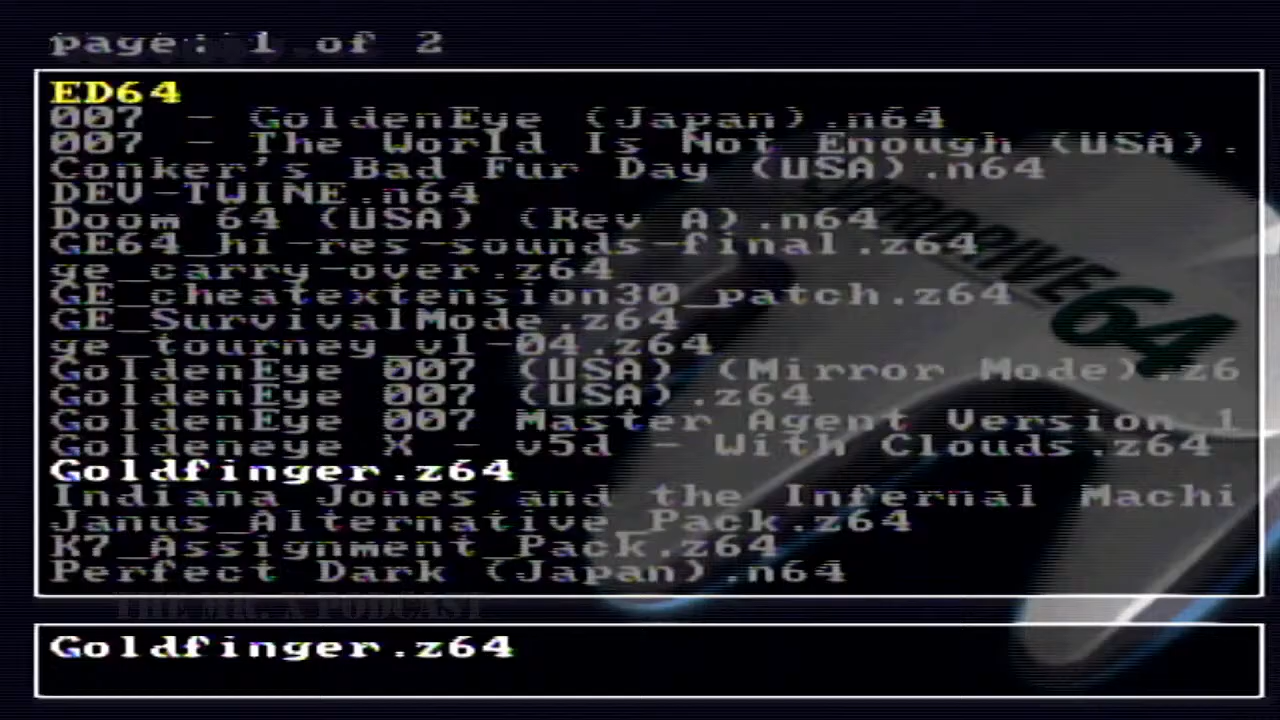 page: 1 of 2
ED64
007 - GoldenEye (Japan).n64
007 - The World Is Not Enough (USA).
Conker's Bad Fur Day (USA).n64
DEV-TWINE.n64
Doom 64 (USA) (Rev A).n64
GE64_hi-res-sounds-final.z64
ge_carry-over.z64
GE_cheatextension30_patch.z64
GE_SurvivalMode.z64
ge_tourney_v1-04.z64
GoldenEye 007 (USA) (Mirror Mode).z6
GoldenEye 007 (USA).z64
GoldenEye 007 Master Agent Version 1
Goldeneye X - v5d - With Clouds.z64
Goldfinger.z64
Indiana Jones and the Infernal Machi
Janus_Alternative_Pack.z64
K7_Assignment_Pack.z64
Perfect Dark (Japan).n64
THE MR. X PODCAST
Goldfinger.z64